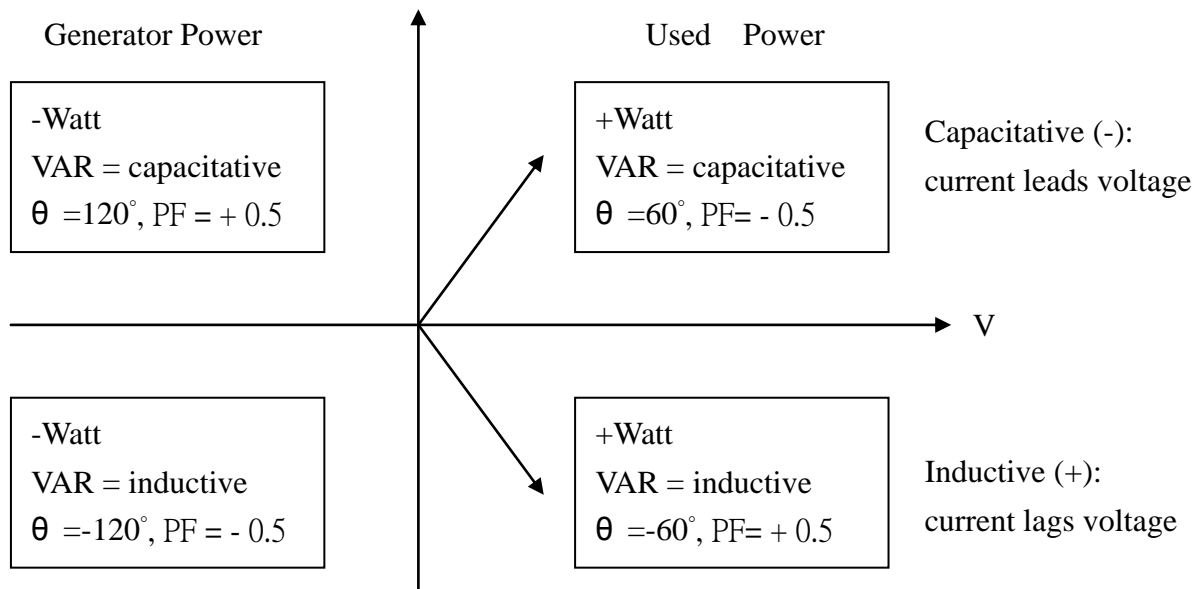 Generator Power
Used Power
-Watt
VAR = capacitative
θ =120°, PF = + 0.5
+Watt
VAR = capacitative
θ =60°, PF= - 0.5
Capacitative (-):
current leads voltage
V
-Watt
VAR = inductive
θ =-120°, PF = - 0.5
+Watt
VAR = inductive
θ =-60°, PF= + 0.5
Inductive (+):
current lags voltage